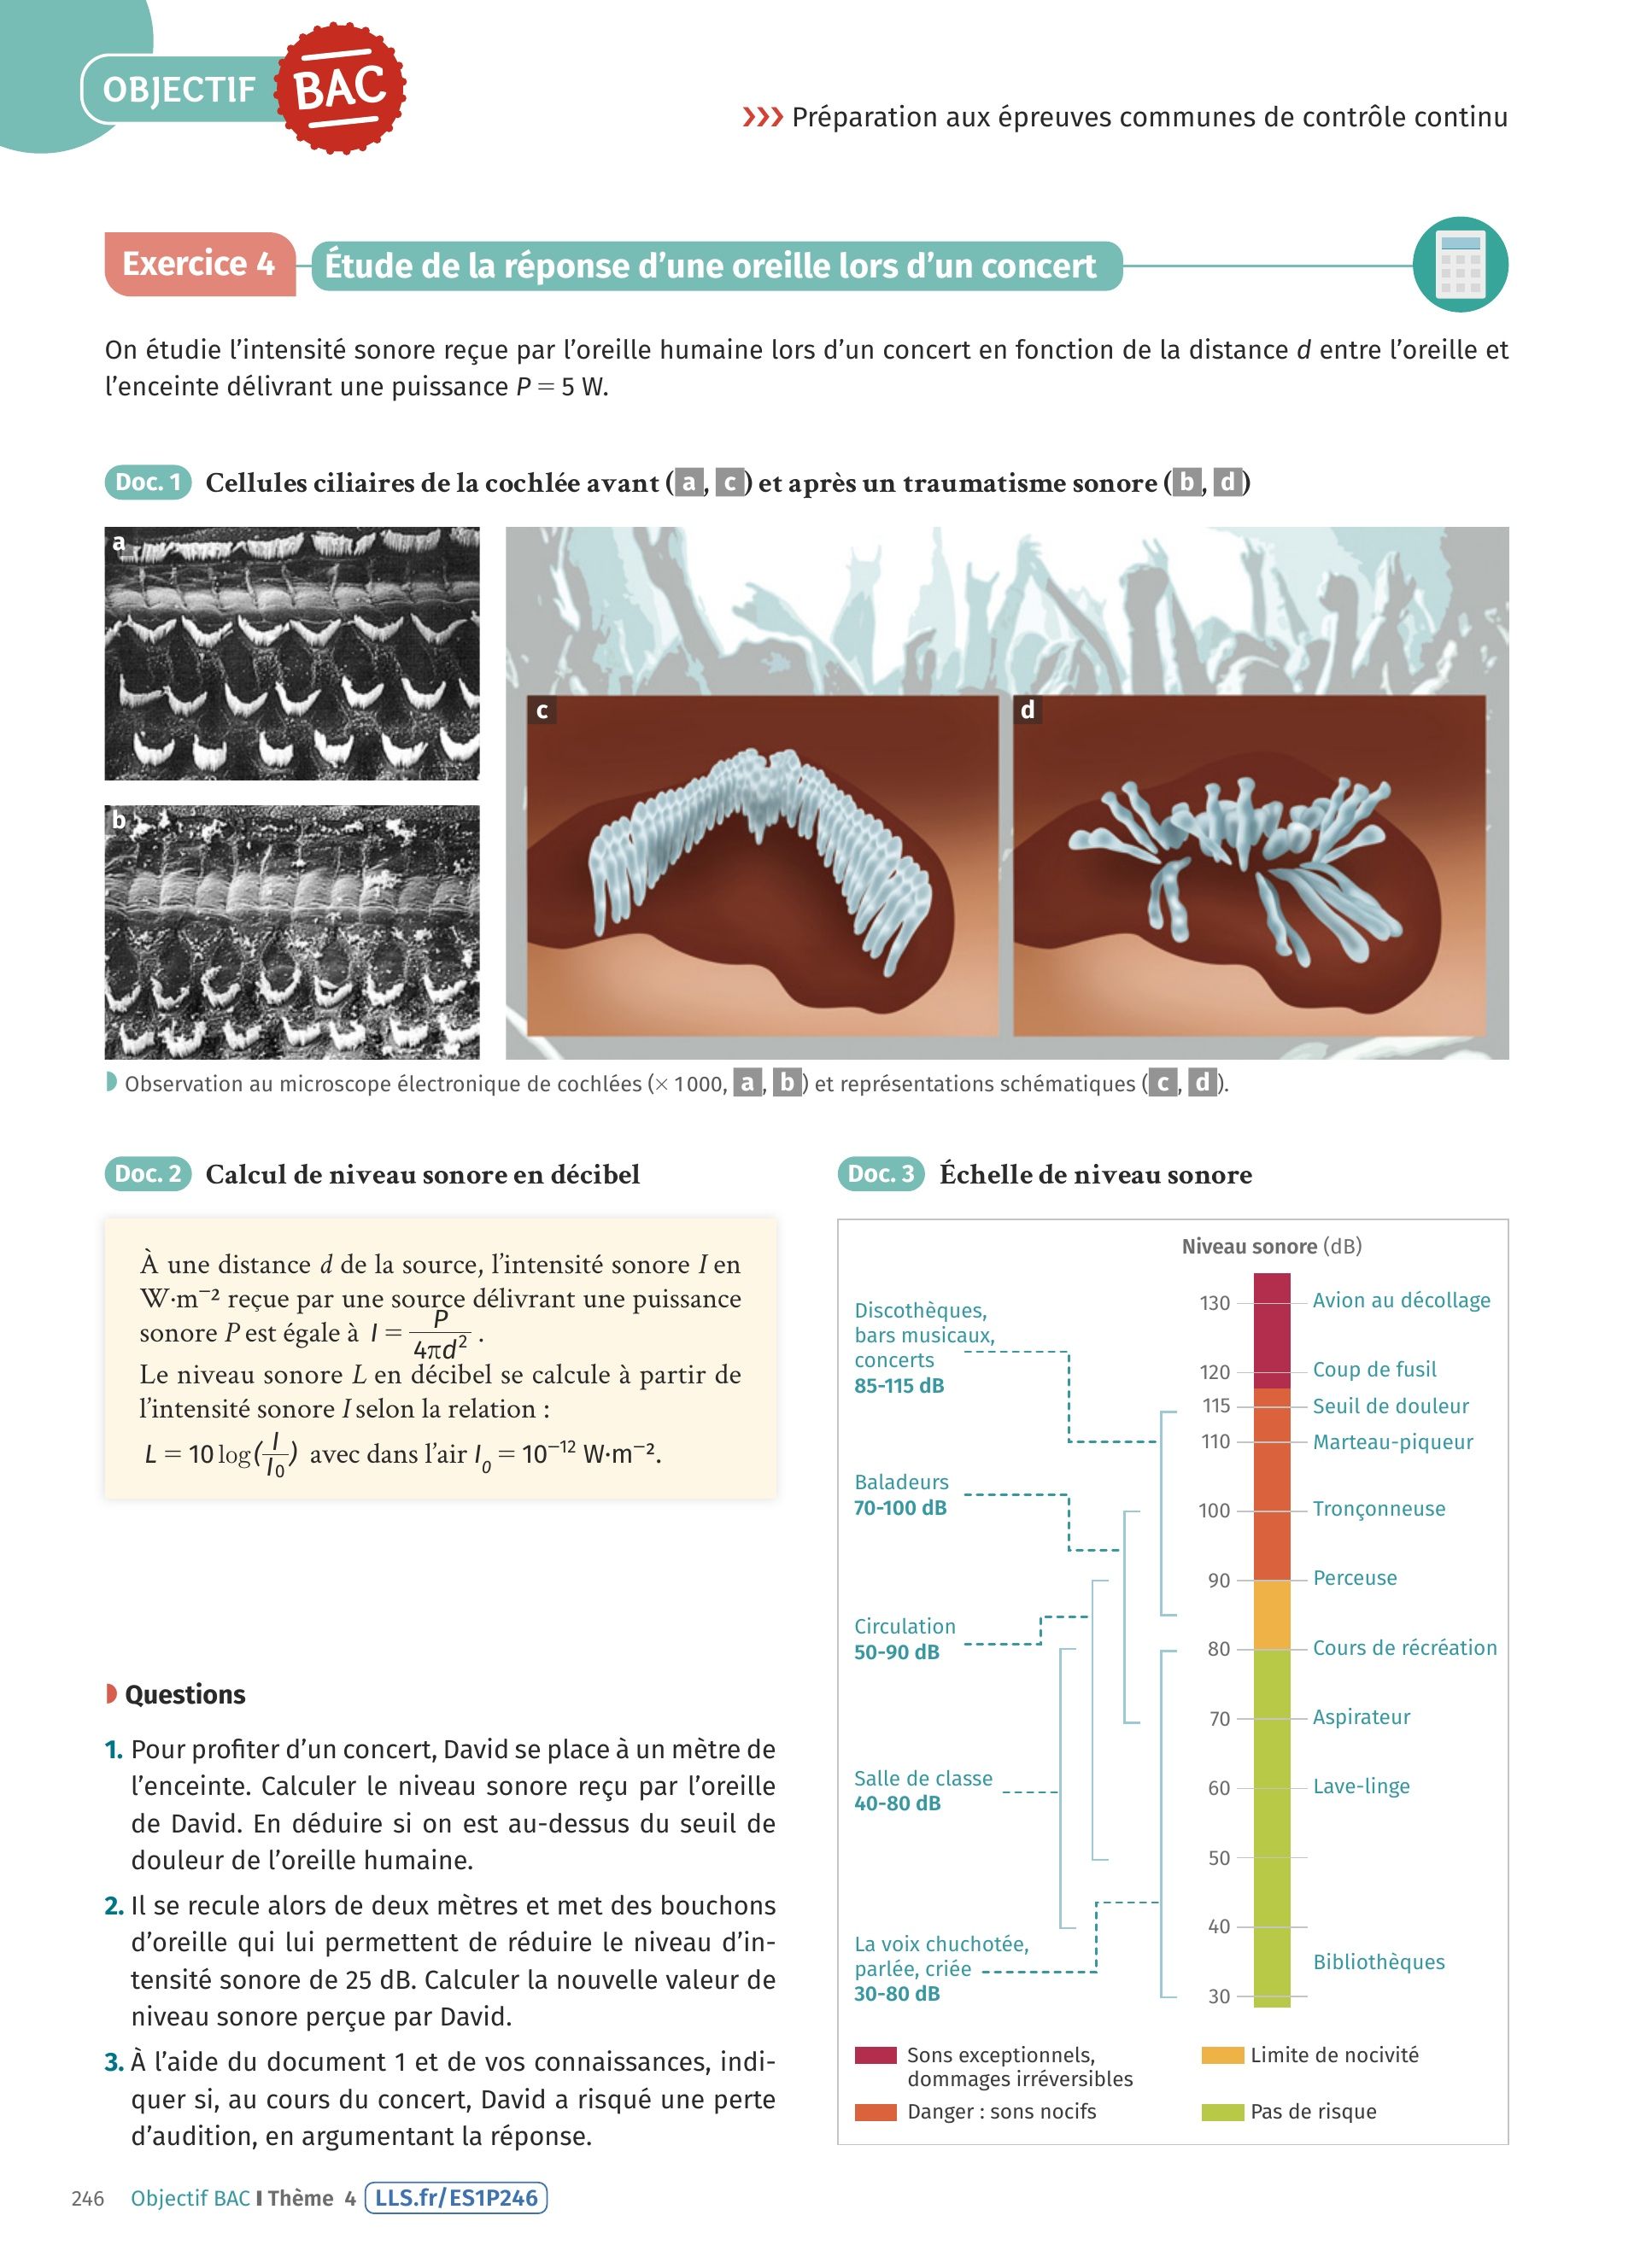 OBJECTIF BAC
❯❯❯ Préparation aux épreuves communes de contrôle continu
Exercice 4 Étude de la réponse d’une oreille lors d’un concert
On étudie l’intensité sonore reçue par l’oreille humaine lors d’un concert en fonction de la distance d entre l’oreille et
l’enceinte délivrant une puissance P = 5 W.
Doc. 1 Cellules ciliaires de la cochlée avant (a, c) et après un traumatisme sonore (b, d)
a
b
c
d
Observation au microscope électronique de cochlées (× 1 000, a, b) et représentations schématiques (c, d).
Doc. 2 Calcul de niveau sonore en décibel
À une distance d de la source, l’intensité sonore I en
W·m⁻² reçue par une source délivrant une puissance
sonore P est égale à I = P / 4πd² .
Le niveau sonore L en décibel se calcule à partir de
l’intensité sonore I selon la relation :
L = 10 log(I / I₀) avec dans l’air I₀ = 10⁻¹² W·m⁻².
Questions
1. Pour profiter d’un concert, David se place à un mètre de
l’enceinte. Calculer le niveau sonore reçu par l’oreille
de David. En déduire si on est au-dessus du seuil de
douleur de l’oreille humaine.
2. Il se recule alors de deux mètres et met des bouchons
d’oreille qui lui permettent de réduire le niveau d’in-
tensité sonore de 25 dB. Calculer la nouvelle valeur de
niveau sonore perçue par David.
3. À l’aide du document 1 et de vos connaissances, indi-
quer si, au cours du concert, David a risqué une perte
d’audition, en argumentant la réponse.
Doc. 3 Échelle de niveau sonore
Niveau sonore (dB)
Discothèques,
bars musicaux,
concerts
85-115 dB
Baladeurs
70-100 dB
Circulation
50-90 dB
Salle de classe
40-80 dB
La voix chuchotée,
parlée, criée
30-80 dB
130 Avion au décollage
120 Coup de fusil
115 Seuil de douleur
110 Marteau-piqueur
100 Tronçonneuse
90 Perceuse
80 Cours de récréation
70 Aspirateur
60 Lave-linge
50
40
Bibliothèques
30
Sons exceptionnels,
dommages irréversibles
Danger : sons nocifs
Limite de nocivité
Pas de risque
246 Objectif BAC I Thème 4 LLS.fr/ES1P246